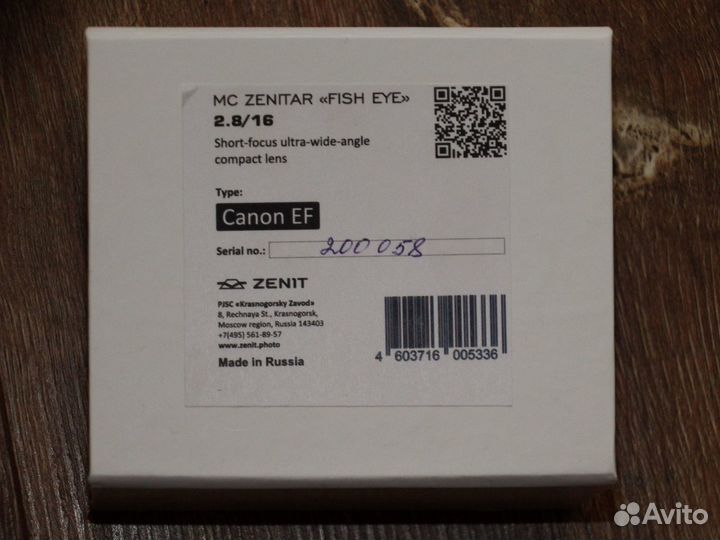 MC ZENITAR «FISH EYE»
2.8/16
Short-focus ultra-wide-angle
compact lens
Type:
Canon EF
Serial no.: 200058
ZENIT
PJSC «Krasnogorsky Zavod»
8, Rechnaya St., Krasnogorsk,
Moscow region, Russia 143403
+7(495) 561-89-57
www.zenit.photo
Made in Russia
4 603716 005336
Avito